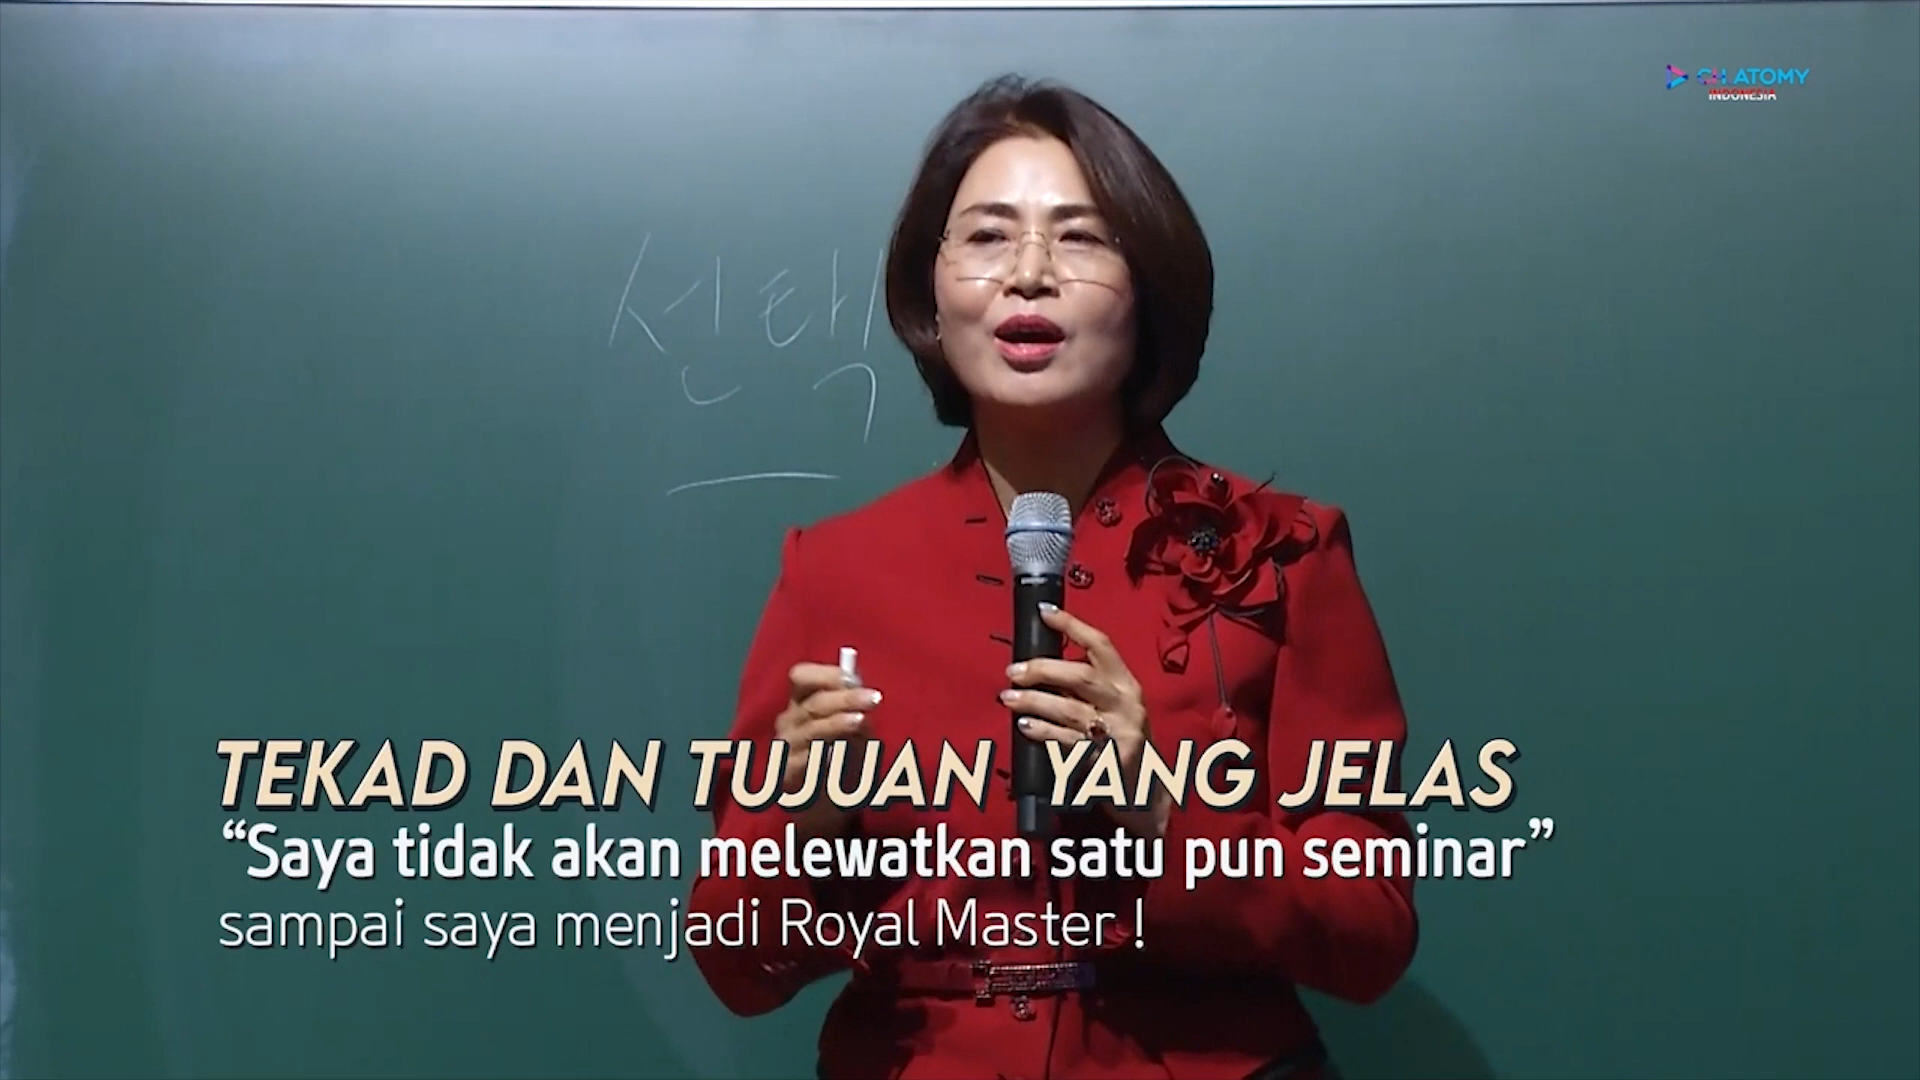 CH ATOMY
INDONESIA
선택
TEKAD DAN TUJUAN YANG JELAS
“Saya tidak akan melewatkan satu pun seminar”
sampai saya menjadi Royal Master !